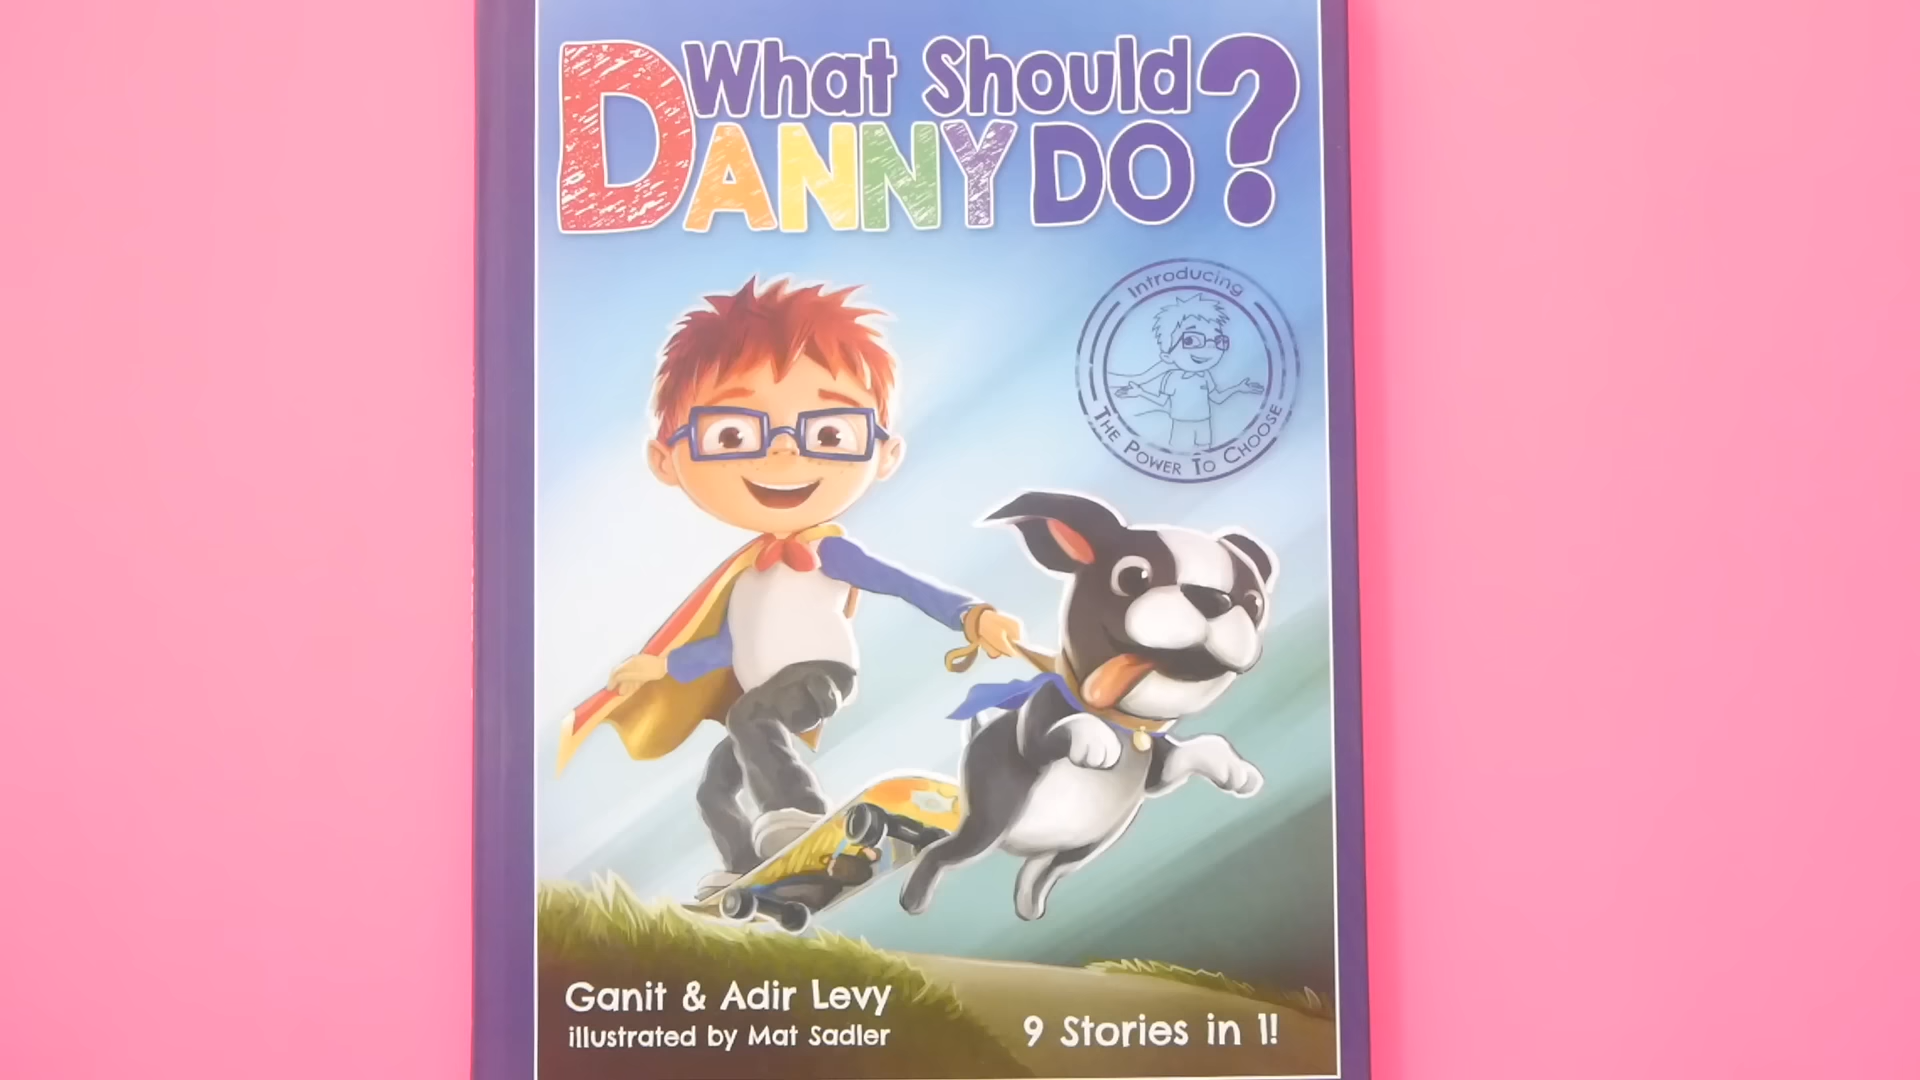 What Should
DANNY DO?
Introducing
THE POWER TO CHOOSE
Ganit & Adir Levy
illustrated by Mat Sadler
9 Stories in 1!